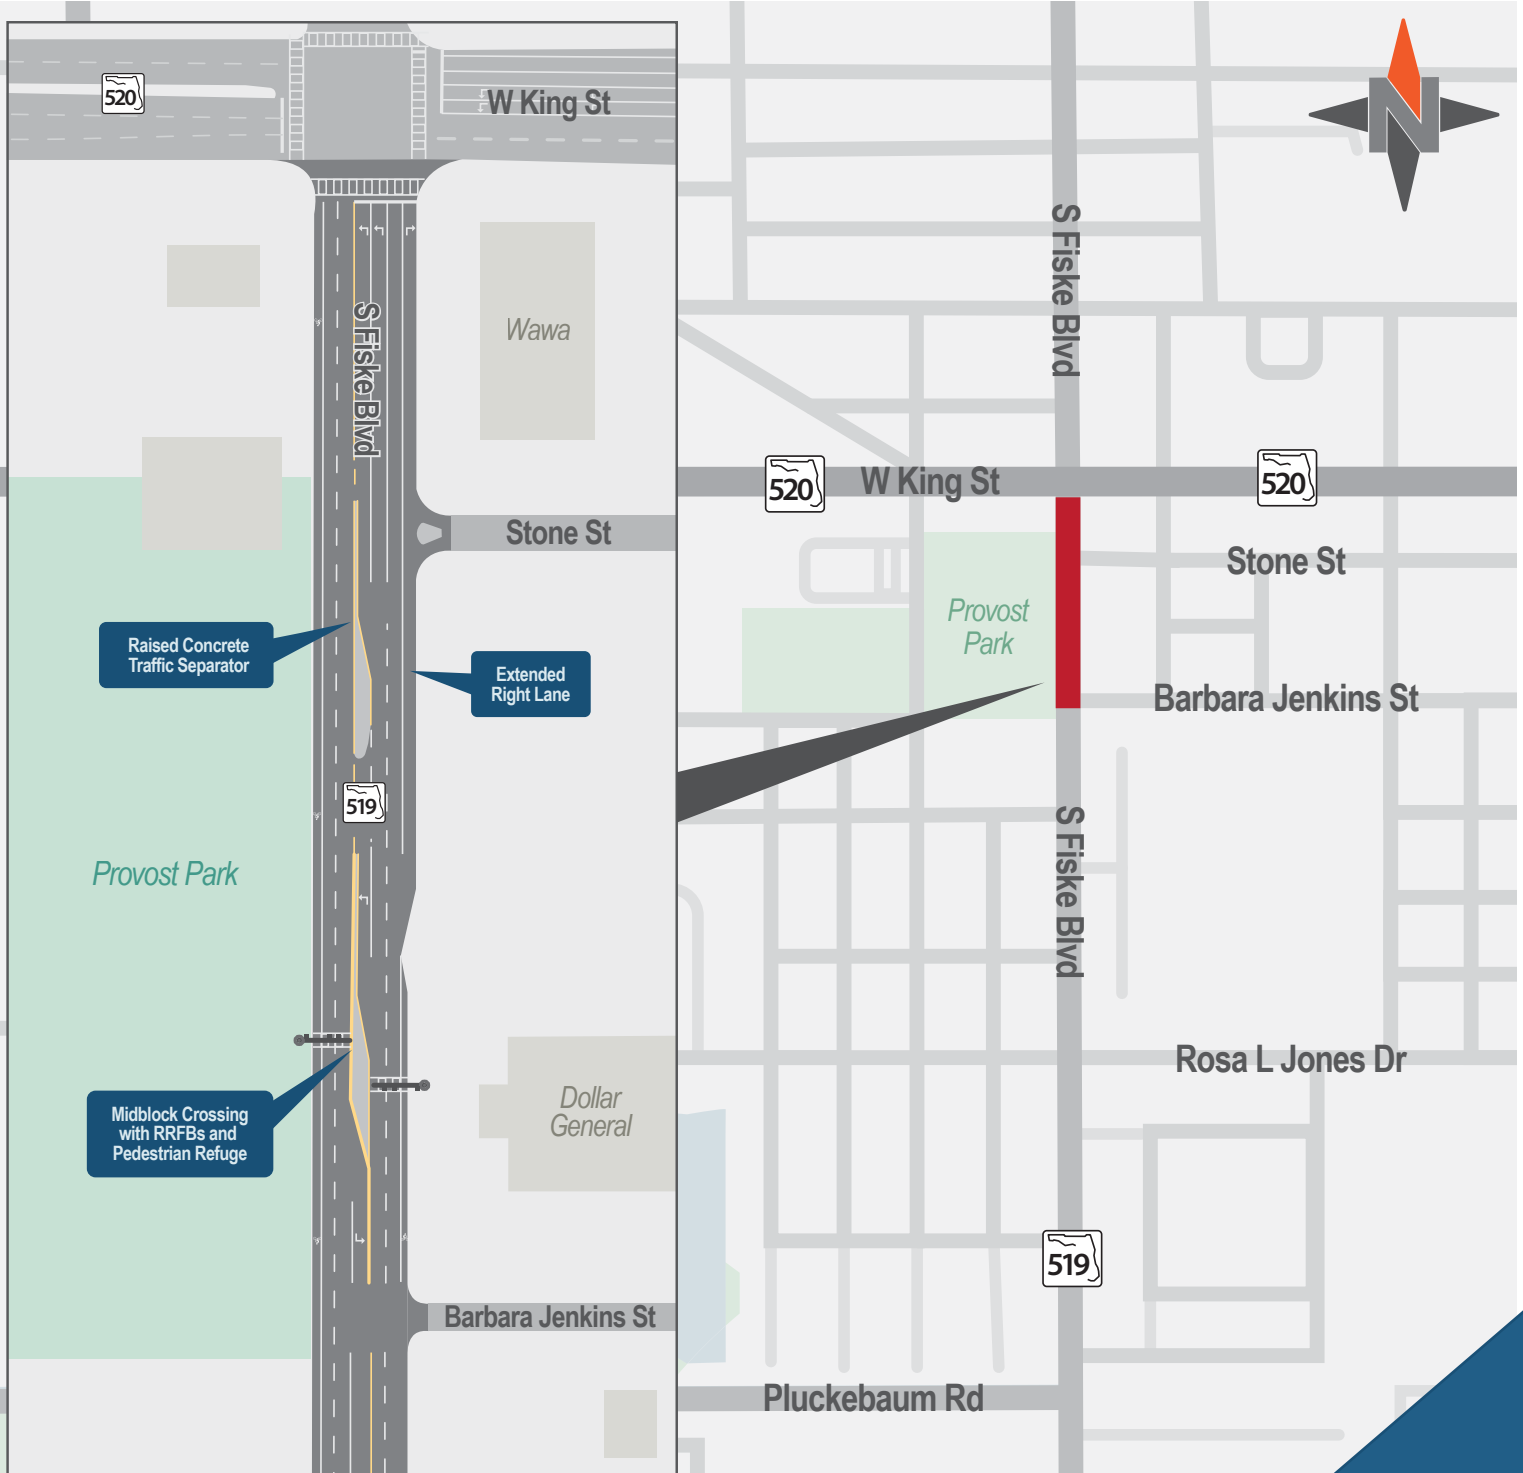 520
W King St
S Fiske Blvd
Wawa
Stone St
Raised Concrete
Traffic Separator
Extended
Right Lane
519
Provost Park
Midblock Crossing
with RRFBs and
Pedestrian Refuge
Dollar
General
Barbara Jenkins St
N
S Fiske Blvd
520
W King St
520
Stone St
Provost
Park
Barbara Jenkins St
S Fiske Blvd
Rosa L Jones Dr
519
Pluckebaum Rd